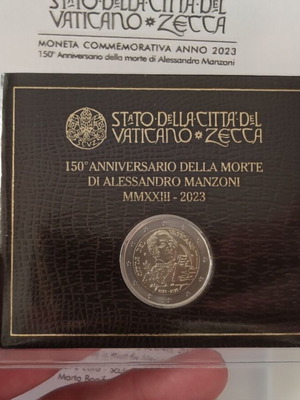 STATO DELLA CITTÀ DEL
VATICANO ZECCA
MONETA COMMEMORATIVA ANNO 2023
150° Anniversario della morte di Alessandro Manzoni
STATO DELLA CITTÀ DEL
VATICANO ZECCA
150° ANNIVERSARIO DELLA MORTE
DI ALESSANDRO MANZONI
MMXXIII - 2023